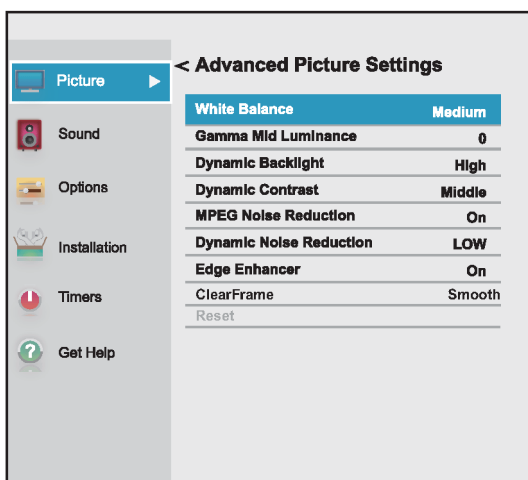 < Advanced Picture Settings
Picture
Sound
Options
Installation
Timers
Get Help
White Balance Medium
Gamma Mid Luminance 0
Dynamic Backlight High
Dynamic Contrast Middle
MPEG Noise Reduction On
Dynamic Noise Reduction LOW
Edge Enhancer On
ClearFrame Smooth
Reset